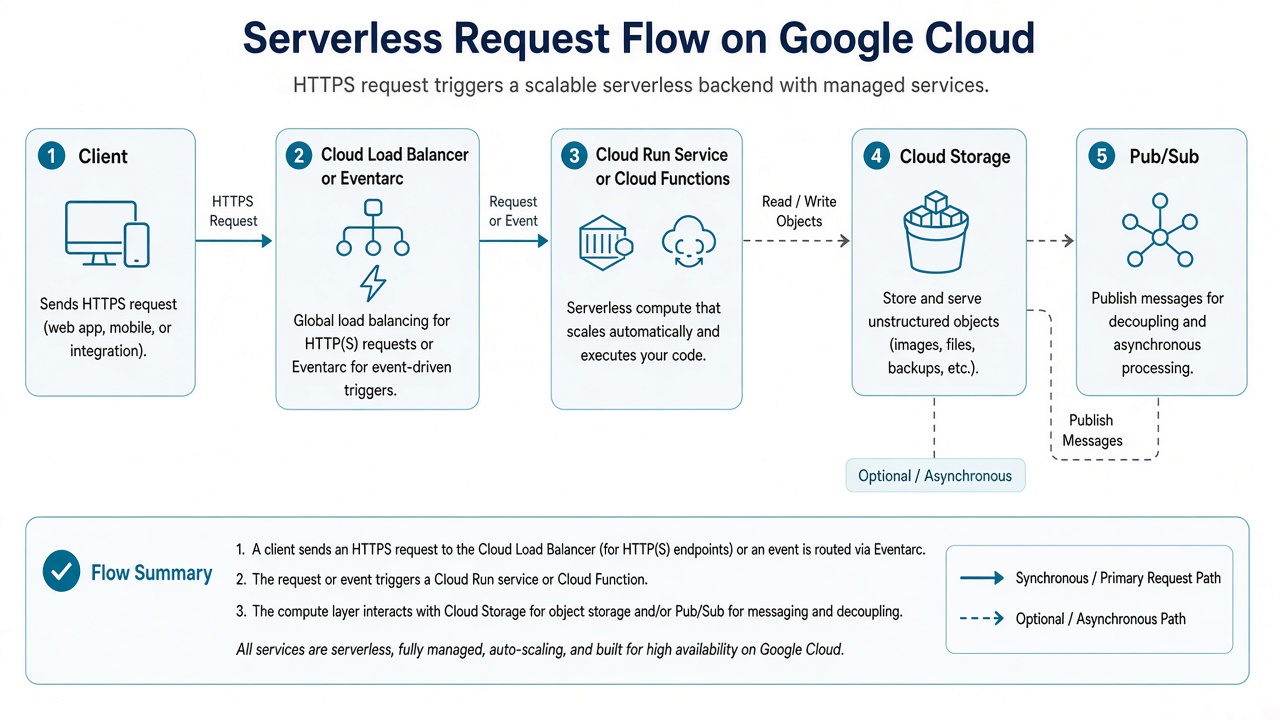 Serverless Request Flow on Google Cloud
HTTPS request triggers a scalable serverless backend with managed services.
1 Client
Sends HTTPS request
(web app, mobile, or
integration).
HTTPS
Request
2 Cloud Load Balancer
or Eventarc
Global load balancing for
HTTP(S) requests or
Eventarc for event-driven
triggers.
Request
or Event
3 Cloud Run Service
or Cloud Functions
Serverless compute that
scales automatically and
executes your code.
Read / Write
Objects
4 Cloud Storage
Store and serve
unstructured objects
(images, files,
backups, etc.).
5 Pub/Sub
Publish messages for
decoupling and
asynchronous
processing.
Publish
Messages
Optional / Asynchronous
Flow Summary
1. A client sends an HTTPS request to the Cloud Load Balancer (for HTTP(S) endpoints) or an event is routed via Eventarc.
2. The request or event triggers a Cloud Run service or Cloud Function.
3. The compute layer interacts with Cloud Storage for object storage and/or Pub/Sub for messaging and decoupling.
All services are serverless, fully managed, auto-scaling, and built for high availability on Google Cloud.
Synchronous / Primary Request Path
Optional / Asynchronous Path